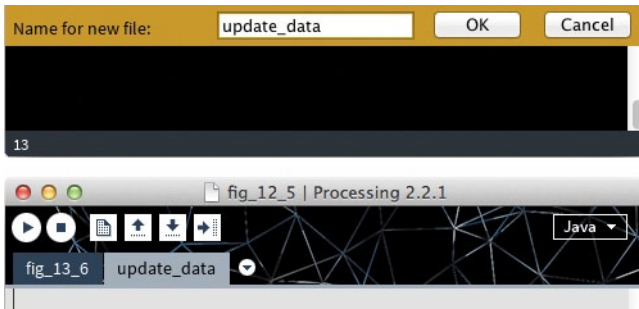 Name for new file: update_data OK Cancel
13
fig_12_5 | Processing 2.2.1
Java
fig_13_6 update_data